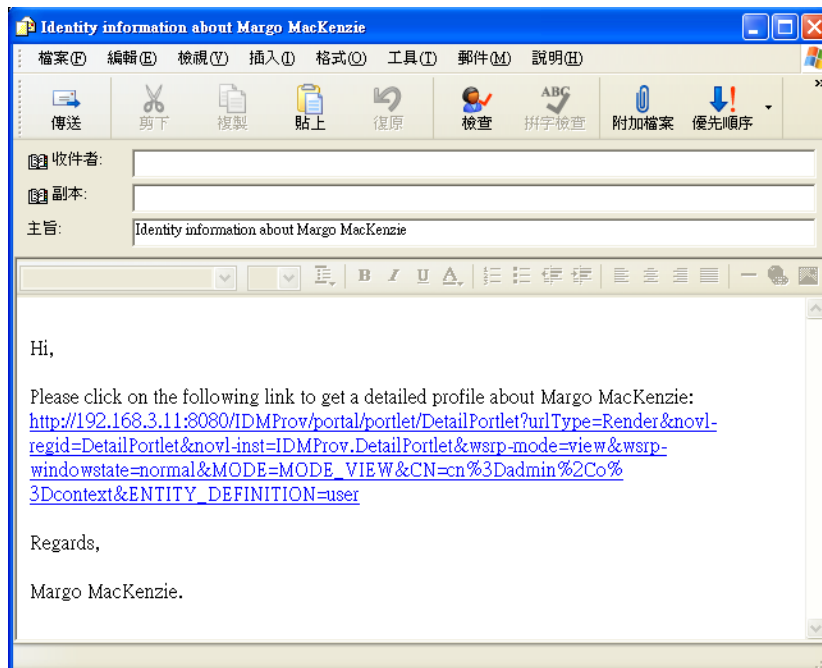 Identity information about Margo MacKenzie
檔案(F) 編輯(E) 檢視(V) 插入(I) 格式(O) 工具(T) 郵件(M) 說明(H)
傳送 剪下 複製 貼上 復原 檢查 拼字檢查 附加檔案 優先順序
收件者:
副本:
主旨: Identity information about Margo MacKenzie
Hi,
Please click on the following link to get a detailed profile about Margo MacKenzie:
http://192.168.3.11:8080/IDMProv/portal/portlet/DetailPortlet?urlType=Render&novl-
regid=DetailPortlet&novl-inst=IDMProv.DetailPortlet&wsrp-mode=view&wsrp-
windowstate=normal&MODE=MODE_VIEW&CN=cn%3Dadmin%2Co%
3Dcontext&ENTITY_DEFINITION=user
Regards,
Margo MacKenzie.